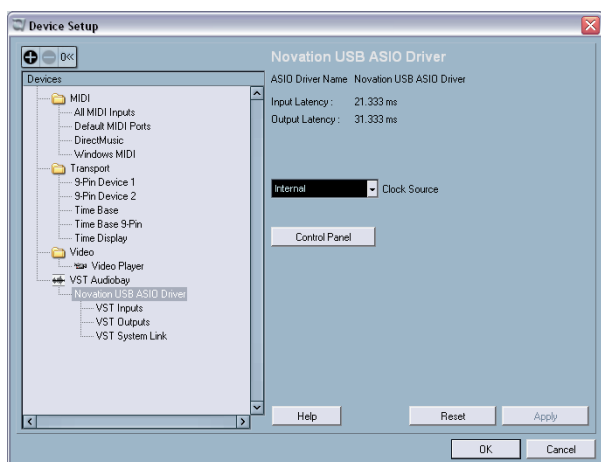 Device Setup
0«
Devices
MIDI
All MIDI Inputs
Default MIDI Ports
DirectMusic
Windows MIDI
Transport
9-Pin Device 1
9-Pin Device 2
Time Base
Time Base 9-Pin
Time Display
Video
Video Player
VST Audiobay
Novation USB ASIO Driver
VST Inputs
VST Outputs
VST System Link
Novation USB ASIO Driver
ASIO Driver Name Novation USB ASIO Driver
Input Latency : 21.333 ms
Output Latency : 31.333 ms
Internal Clock Source
Control Panel
Help Reset Apply
OK Cancel